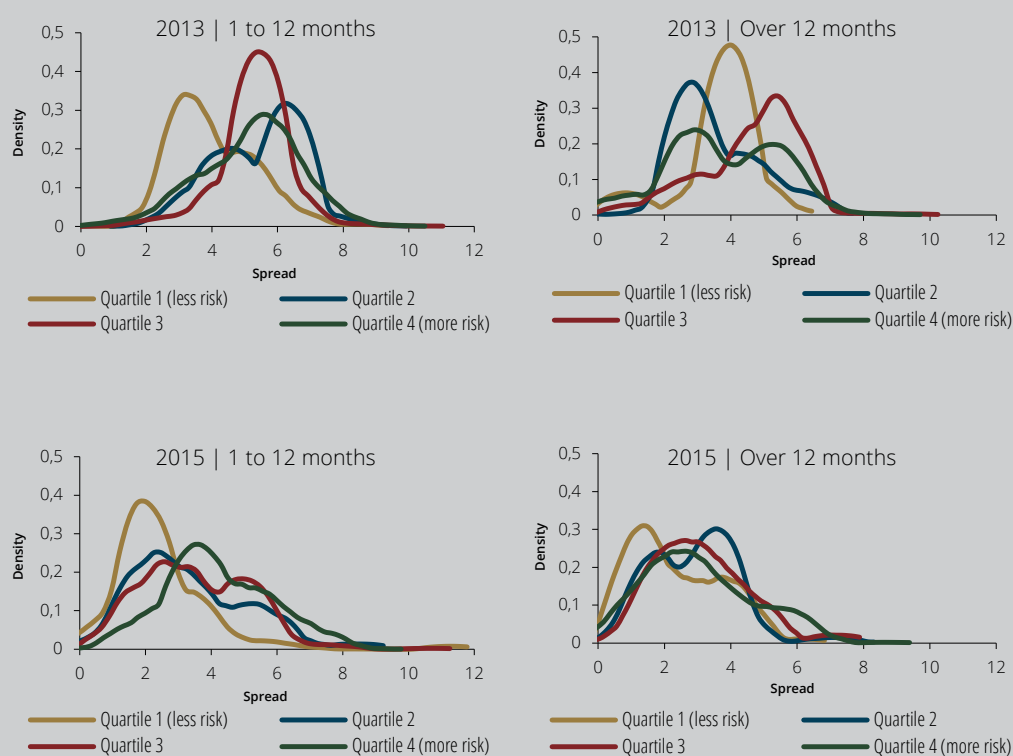 2013 | 1 to 12 months
0,5
0,4
0,3
0,2
0,1
0
Density
0 2 4 6 8 10 12
Spread
Quartile 1 (less risk) Quartile 2
Quartile 3 Quartile 4 (more risk)
2013 | Over 12 months
0,5
0,4
0,3
0,2
0,1
0
Density
0 2 4 6 8 10 12
Spread
Quartile 1 (less risk) Quartile 2
Quartile 3 Quartile 4 (more risk)
2015 | 1 to 12 months
0,5
0,4
0,3
0,2
0,1
0
Density
0 2 4 6 8 10 12
Spread
Quartile 1 (less risk) Quartile 2
Quartile 3 Quartile 4 (more risk)
2015 | Over 12 months
0,5
0,4
0,3
0,2
0,1
0
Density
0 2 4 6 8 10 12
Spread
Quartile 1 (less risk) Quartile 2
Quartile 3 Quartile 4 (more risk)